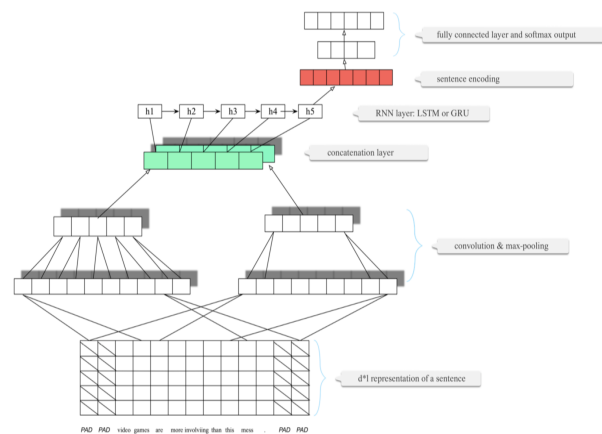 fully connected layer and softmax output
sentence encoding
h1 h2 h3 h4 h5
RNN layer: LSTM or GRU
concatenation layer
convolution & max-pooling
d*l representation of a sentence
PAD PAD video games are more involving than this mess . PAD PAD